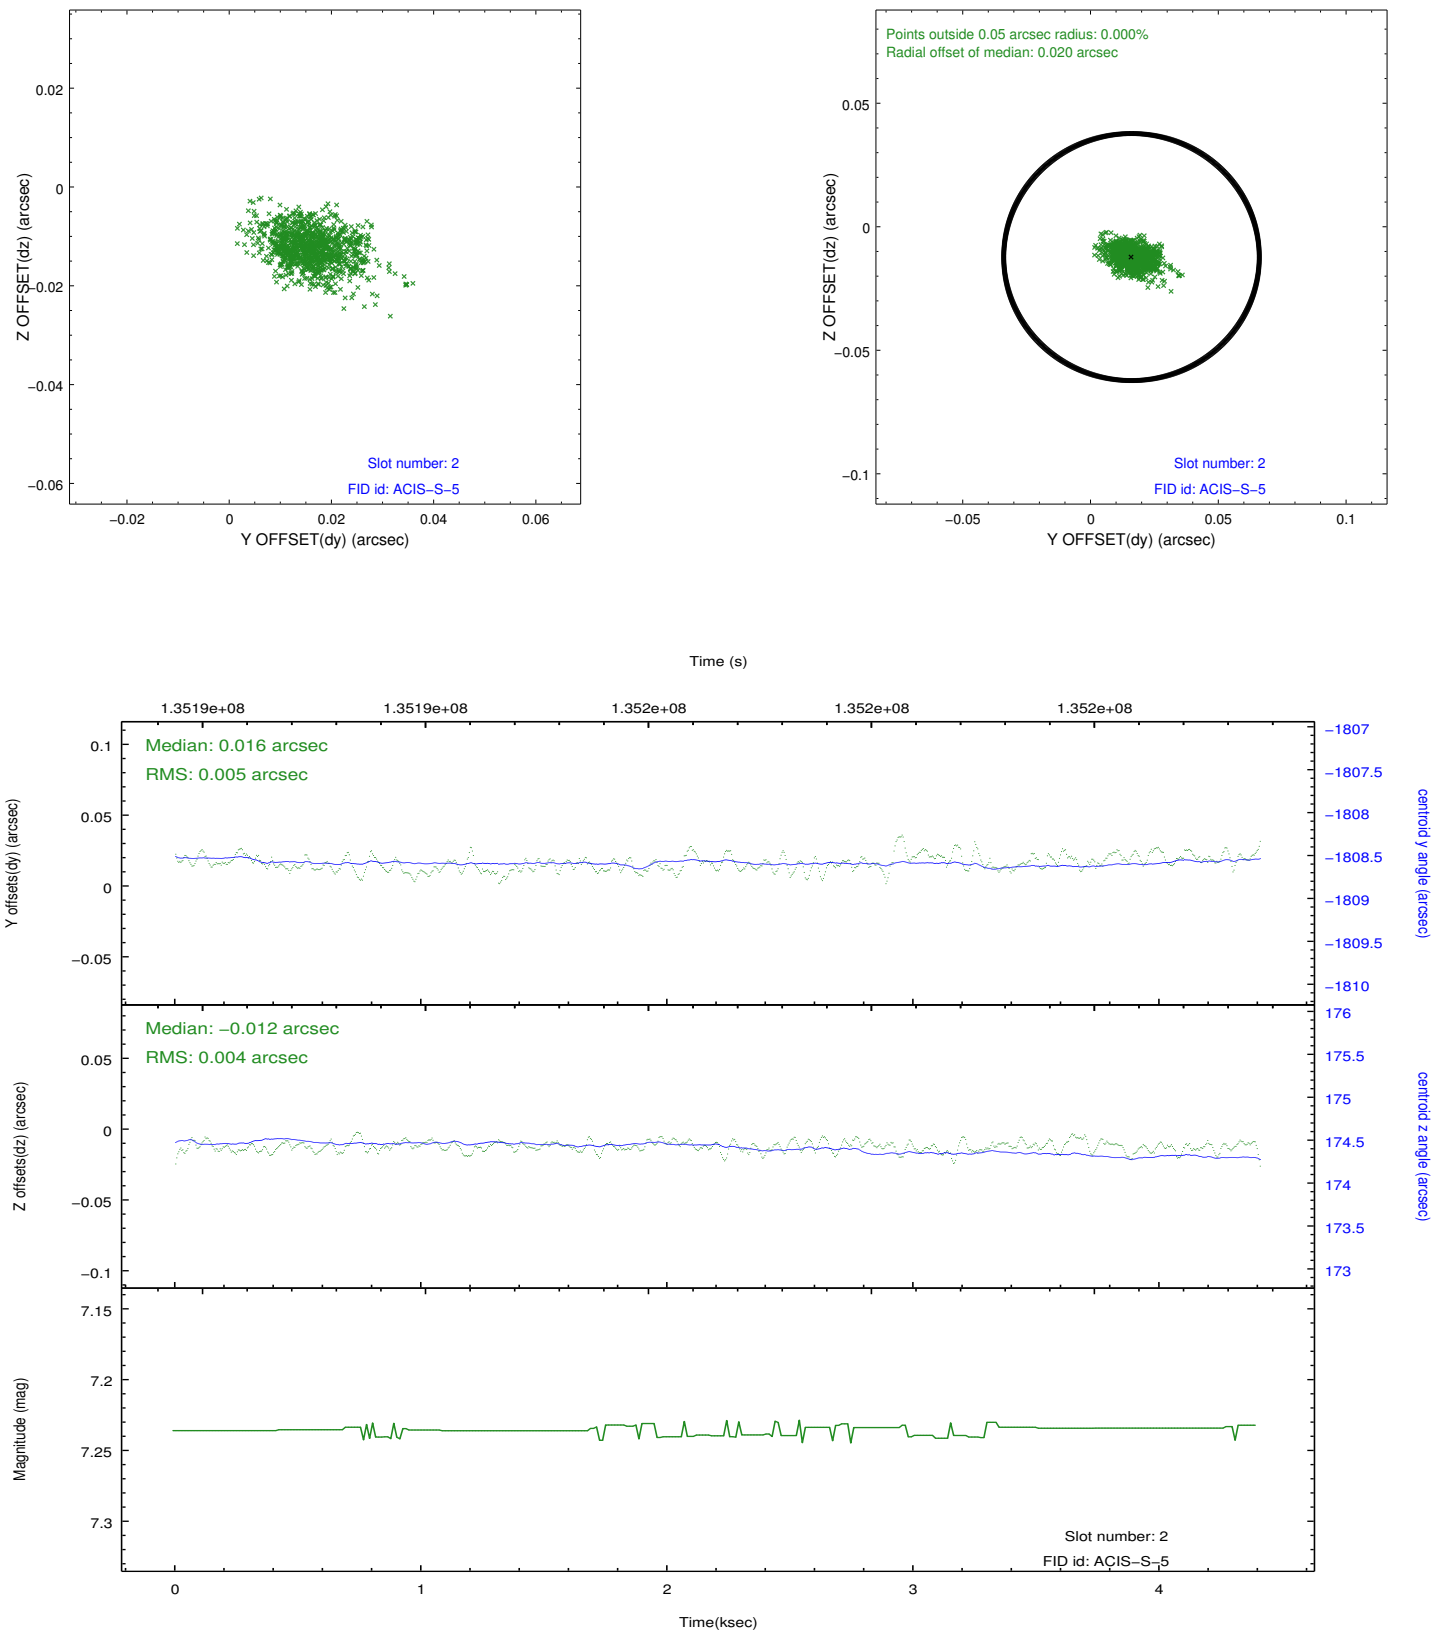 0.02
0
−0.02
−0.04
−0.06
Z OFFSET(dz) (arcsec)
Slot number: 2
FID id: ACIS−S−5
−0.02
0
0.02
0.04
0.06
Y OFFSET(dy) (arcsec)
Points outside 0.05 arcsec radius: 0.000%
Radial offset of median: 0.020 arcsec
0.05
0
−0.05
−0.1
Z OFFSET(dz) (arcsec)
Slot number: 2
FID id: ACIS−S−5
−0.05
0
0.05
0.1
Y OFFSET(dy) (arcsec)
Time (s)
1.3519e+08
1.3519e+08
1.352e+08
1.352e+08
1.352e+08
Median: 0.016 arcsec
RMS: 0.005 arcsec
0.1
0.05
0
−0.05
Y offsets(dy) (arcsec)
−1807
−1807.5
−1808
−1808.5
−1809
−1809.5
−1810
centroid y angle (arcsec)
Median: −0.012 arcsec
RMS: 0.004 arcsec
0.05
0
−0.05
−0.1
Z offsets(dz) (arcsec)
176
175.5
175
174.5
174
173.5
173
centroid z angle (arcsec)
7.15
7.2
7.25
7.3
Magnitude (mag)
Slot number: 2
FID id: ACIS−S−5
0
1
2
3
4
Time(ksec)